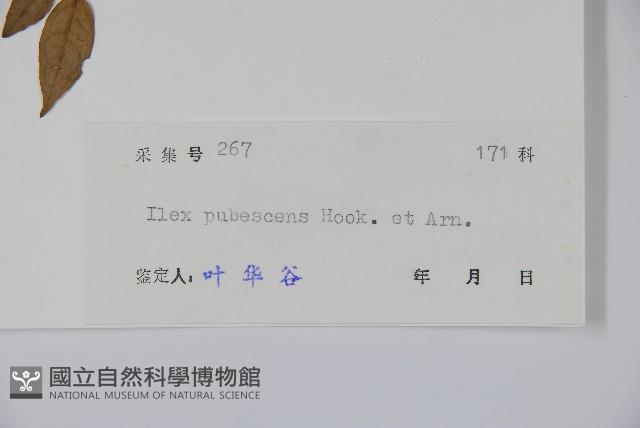 采集号 267 171 科
Ilex pubescens Hook. et Arn.
鉴定人: 叶华谷 年 月 日
國立自然科學博物館
NATIONAL MUSEUM OF NATURAL SCIENCE